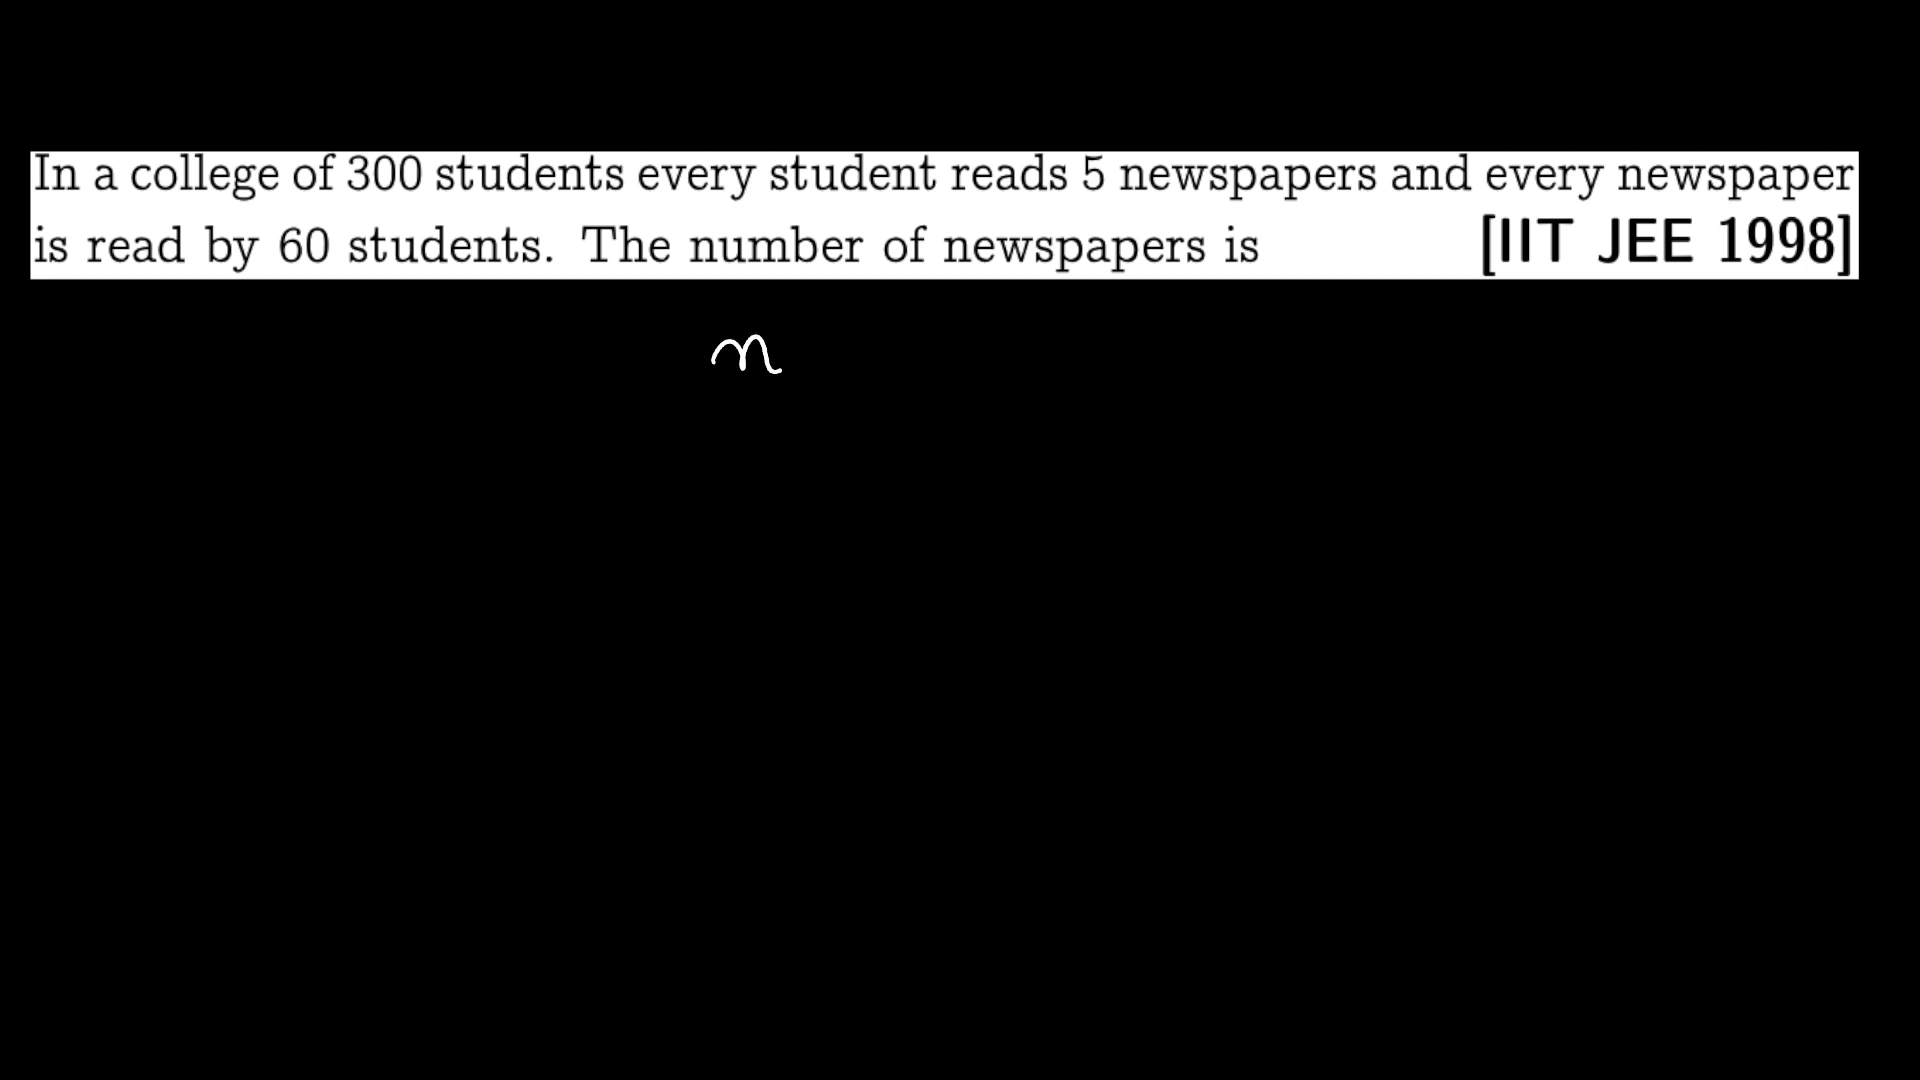 In a college of 300 students every student reads 5 newspapers and every newspaper
is read by 60 students. The number of newspapers is [IIT JEE 1998]
n